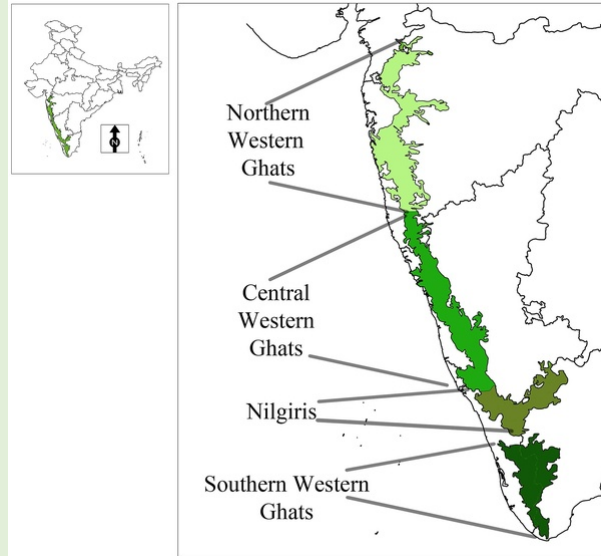 Northern
Western
Ghats
Central
Western
Ghats
Nilgiris
Southern Western
Ghats